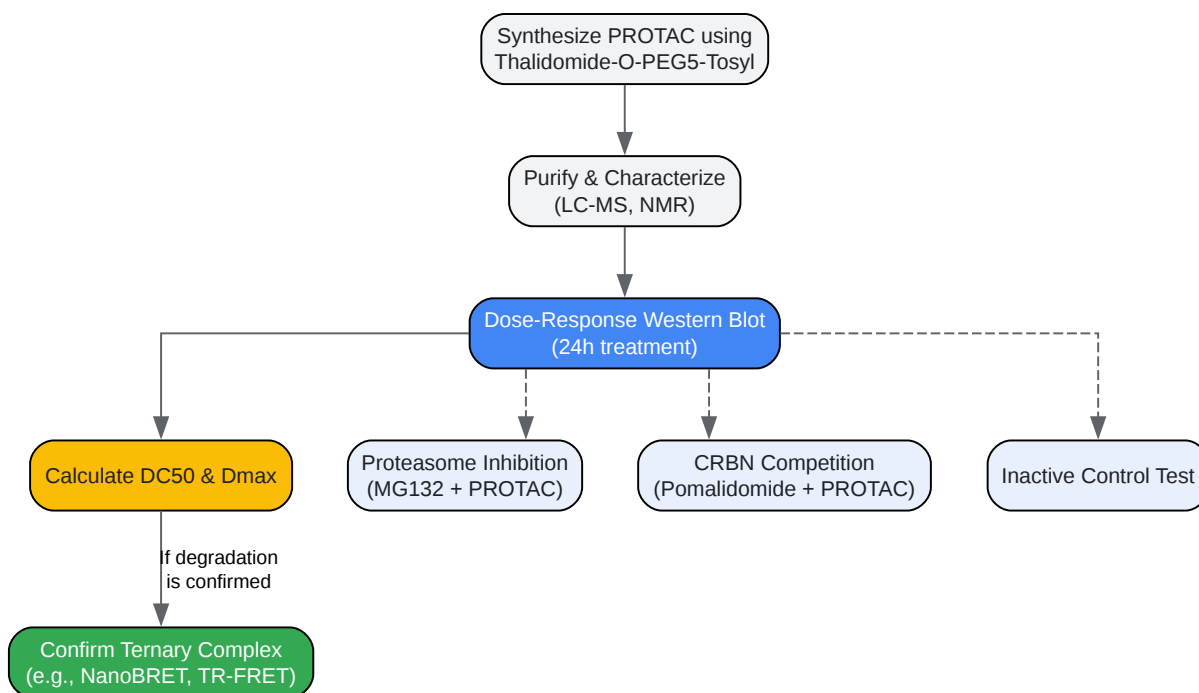 Synthesize PROTAC using
Thalidomide-O-PEG5-Tosyl
Purify & Characterize
(LC-MS, NMR)
Dose-Response Western Blot
(24h treatment)
Calculate DC50 & Dmax
Proteasome Inhibition
(MG132 + PROTAC)
CRBN Competition
(Pomalidomide + PROTAC)
Inactive Control Test
If degradation
is confirmed
Confirm Ternary Complex
(e.g., NanoBRET, TR-FRET)